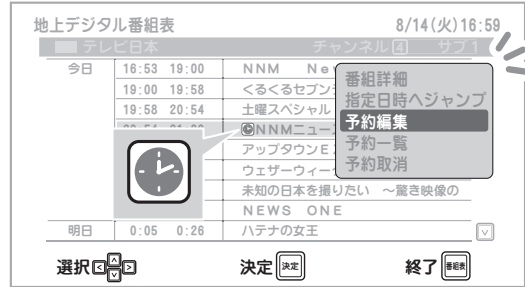 地上デジタル番組表 8/14(火)16:59
テレビ日本 チャンネル4 サブ1
今日 16:53 19:00 NNM Ne
19:00 19:58 くるくるセブン
19:58 20:54 土曜スペシャル
NNMニュー
アップタウンE
ウェザーウィー
未知の日本を撮りたい ~驚き映像の
NEWS ONE
明日 0:05 0:26 ハテナの女王
番組詳細
指定日時へジャンプ
予約編集
予約一覧
予約取消
選択 決定 決定 終了 番組表